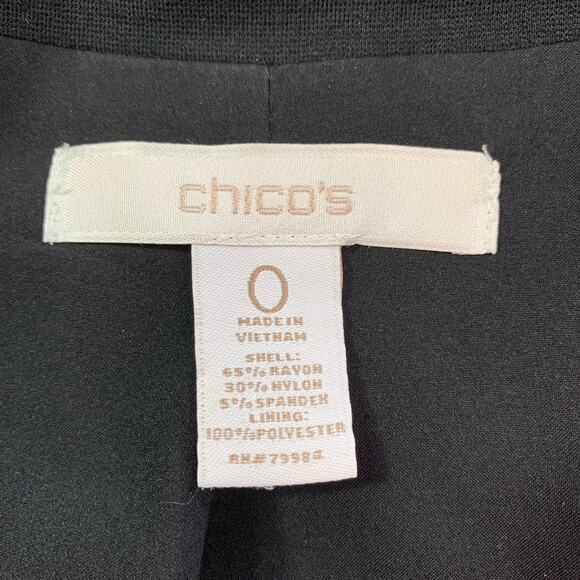 chico's
0
MADE IN
VIETNAM
SHELL:
65% RAYON
30% NYLON
5% SPANDEX
LINING:
100% POLYESTER
RN# 79984